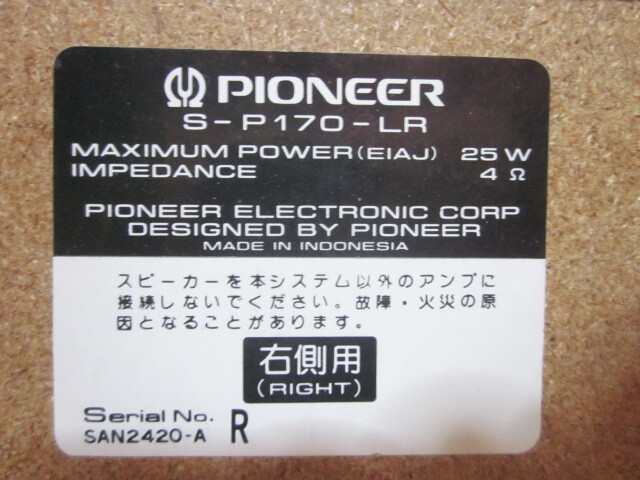 PIONEER
S-P170-LR
MAXIMUM POWER(EIAJ) 25 W
IMPEDANCE 4 Ω
PIONEER ELECTRONIC CORP
DESIGNED BY PIONEER
MADE IN INDONESIA
スピーカーを本システム以外のアンプに
接続しないでください。故障・火災の原
因となることがあります。
右側用
(RIGHT)
Serial No.
SAN2420-A R